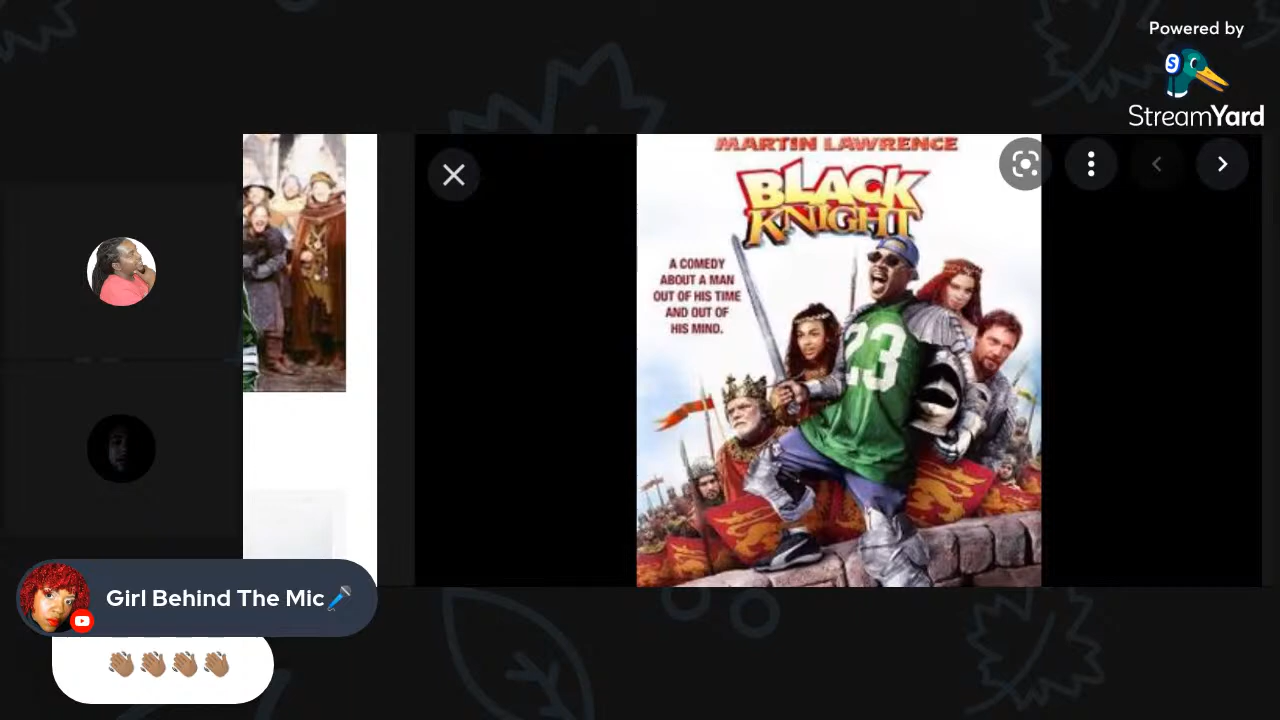 Powered by
StreamYard
MARTIN LAWRENCE
BLACK
KNIGHT
A COMEDY
ABOUT A MAN
OUT OF HIS TIME
AND OUT OF
HIS MIND.
23
Girl Behind The Mic